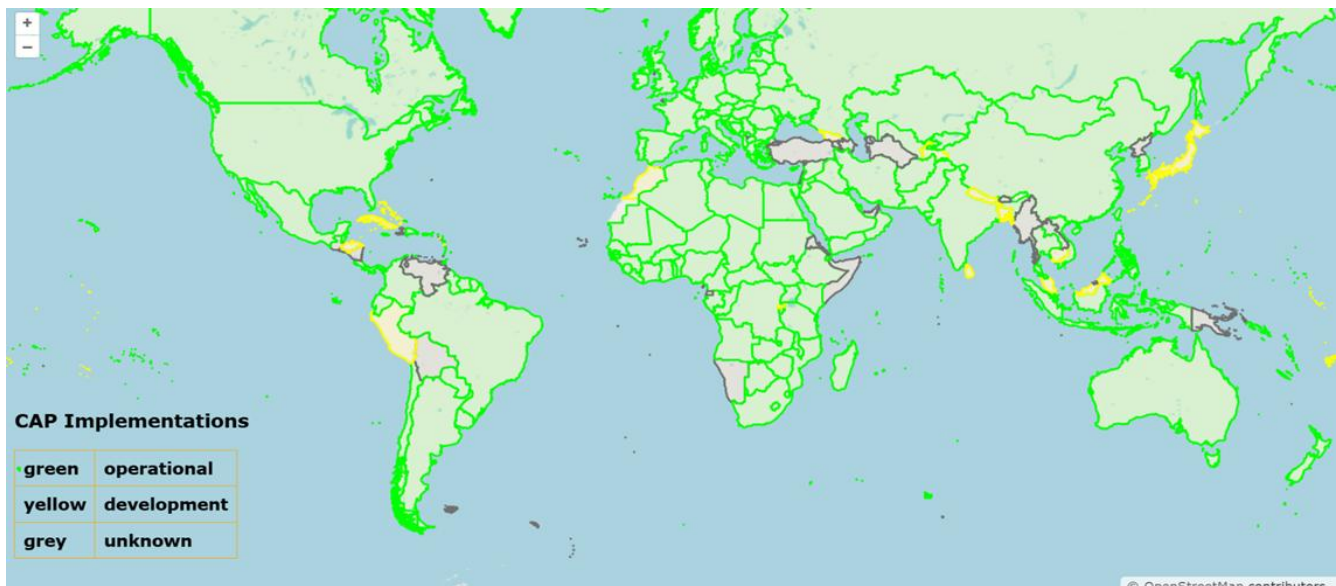 +
−
CAP Implementations
green operational
yellow development
grey unknown
© OpenStreetMap contributors